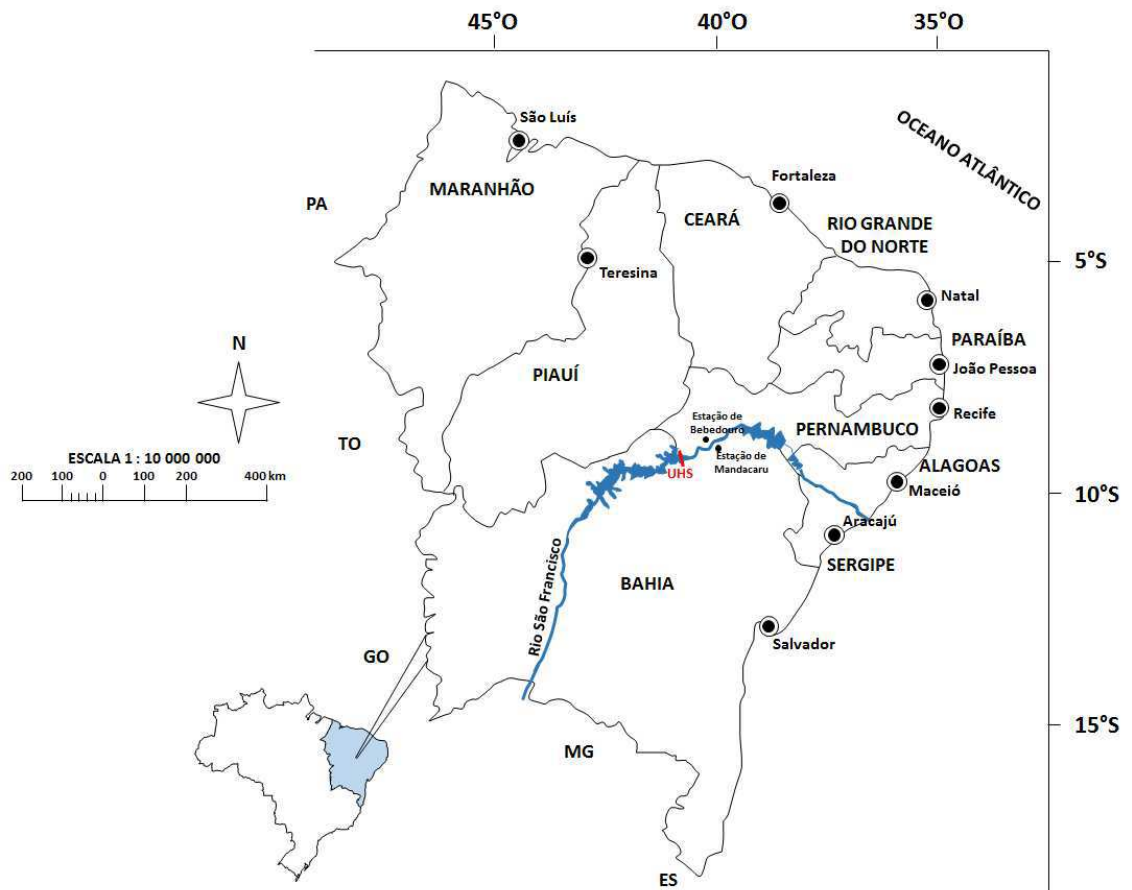 45°O
40°O
35°O
São Luís
OCEANO ATLÂNTICO
MARANHÃO
Fortaleza
PA
CEARÁ
RIO GRANDE
DO NORTE
5°S
Teresina
Natal
N
PARAÍBA
João Pessoa
PIAUÍ
Recife
Estação de
Bebedouro
PERNAMBUCO
TO
Estação de
Mandacaru
ESCALA 1 : 10 000 000
200 100 0 100 200 400 km
UHS
ALAGOAS
Maceió
10°S
Aracajú
SERGIPE
Rio São Francisco
BAHIA
Salvador
GO
15°S
MG
ES